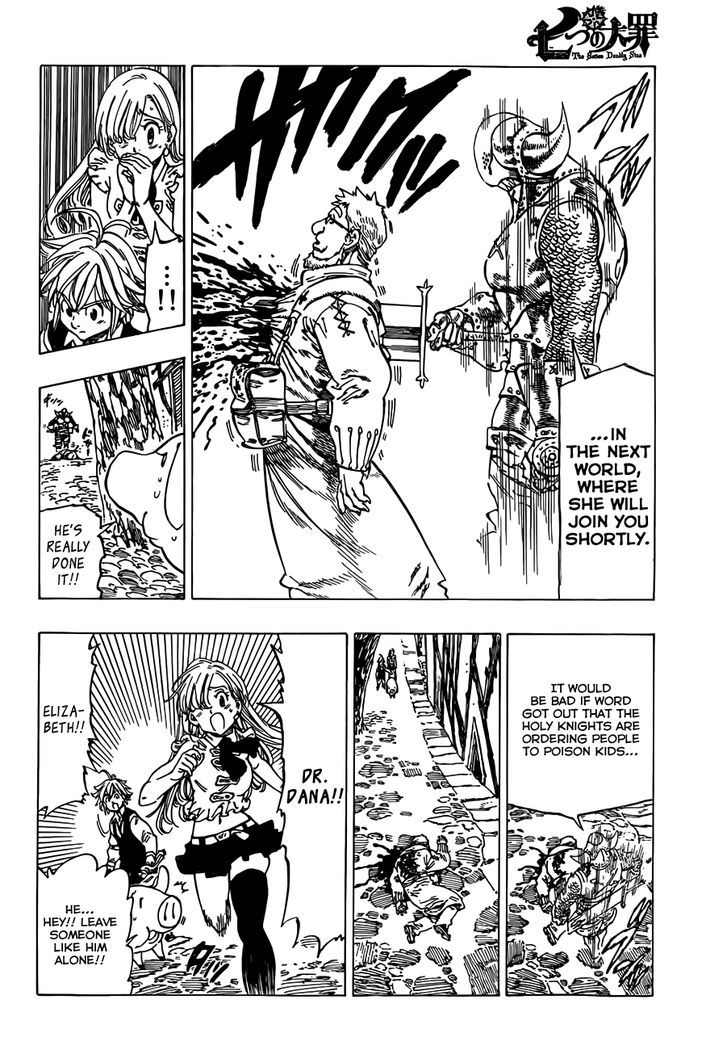 七つの大罪
The Seven Deadly Sins
...IN
THE NEXT
WORLD,
WHERE
SHE WILL
JOIN YOU
SHORTLY.
...!!
HE'S
REALLY
DONE
IT!!
IT WOULD
BE BAD IF WORD
GOT OUT THAT THE
HOLY KNIGHTS ARE
ORDERING PEOPLE
TO POISON KIDS...
DR.
DANA!!
ELIZA-
BETH!!
HE...
HEY!! LEAVE
SOMEONE
LIKE HIM
ALONE!!